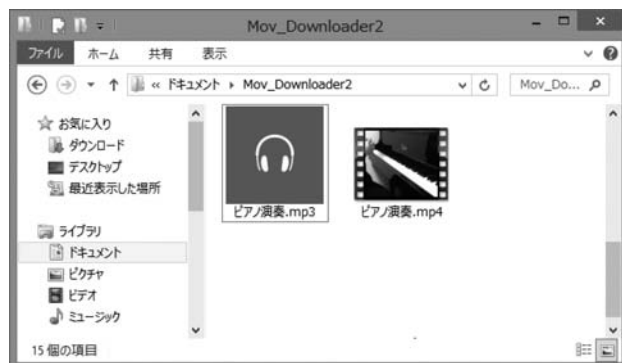 Mov_Downloader2
ファイル ホーム 共有 表示
« ドキュメント Mov_Downloader2 Mov_Do...
お気に入り
ダウンロード
デスクトップ
最近表示した場所
ライブラリ
ドキュメント
ピクチャ
ビデオ
ミュージック
ピアノ演奏.mp3 ピアノ演奏.mp4
15 個の項目